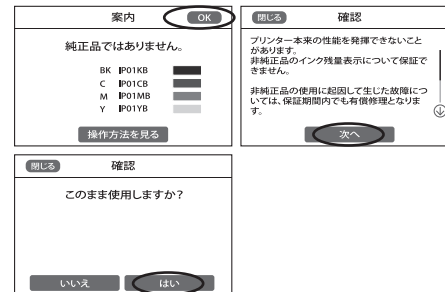 案内
OK
純正品ではありません。
BK IP01KB
C IP01CB
M IP01MB
Y IP01YB
操作方法を見る
閉じる
確認
プリンター本来の性能を発揮できないこと
があります。
非純正品のインク残量表示について保証で
きません。
非純正品の使用に起因して生じた故障につ
いては、保証期間内でも有償修理となりま
す。
次へ
閉じる
確認
このまま使用しますか?
いいえ
はい